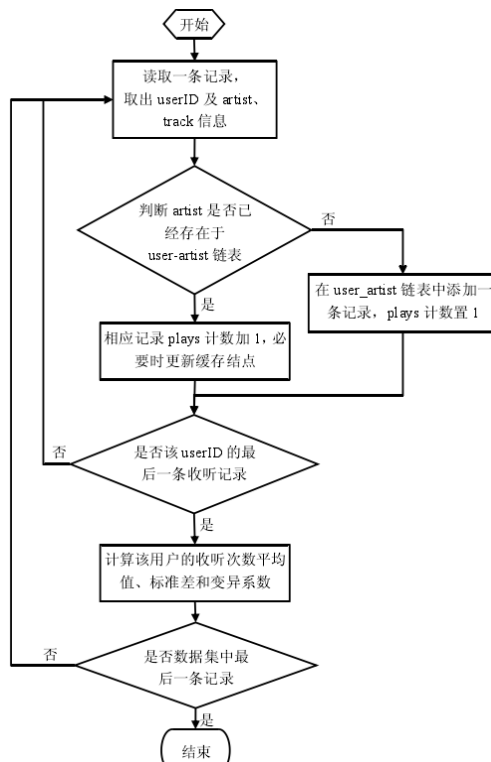 开始
读取一条记录，
取出 userID 及 artist、
track 信息
判断 artist 是否已
经存在于
user-artist 链表
否
是
在 user_artist 链表中添加一
条记录，plays 计数置 1
相应记录 plays 计数加 1，必
要时更新缓存结点
是否该 userID 的最
后一条收听记录
否
是
计算该用户的收听次数平均
值、标准差和变异系数
是否数据集中最
后一条记录
否
是
结束